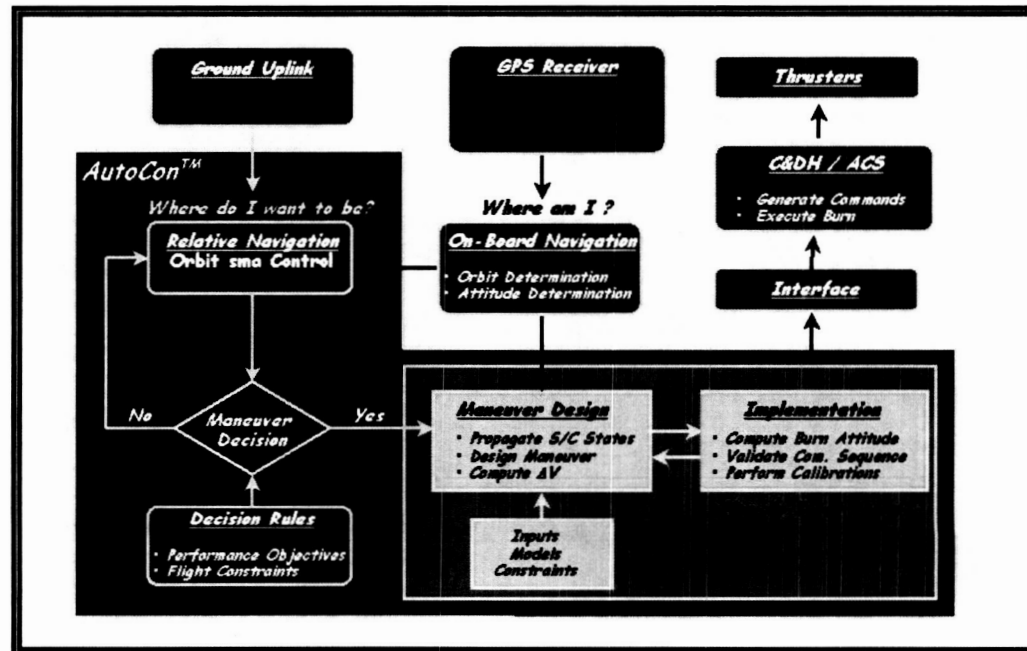 Ground Uplink
GPS Receiver
Thrusters
AutoCon™
C&DH / ACS
• Generate Commands
• Execute Burn
Where do I want to be?
Where am I ?
Relative Navigation
Orbit sma Control
On-Board Navigation
• Orbit Determination
• Attitude Determination
Interface
No
Maneuver
Decision
Yes
Maneuver Design
• Propagate S/C States
• Design Maneuver
• Compute ΔV
Implementation
• Compute Burn Attitude
• Validate Com. Sequence
• Perform Calibrations
Decision Rules
• Performance Objectives
• Flight Constraints
Inputs
Models
Constraints